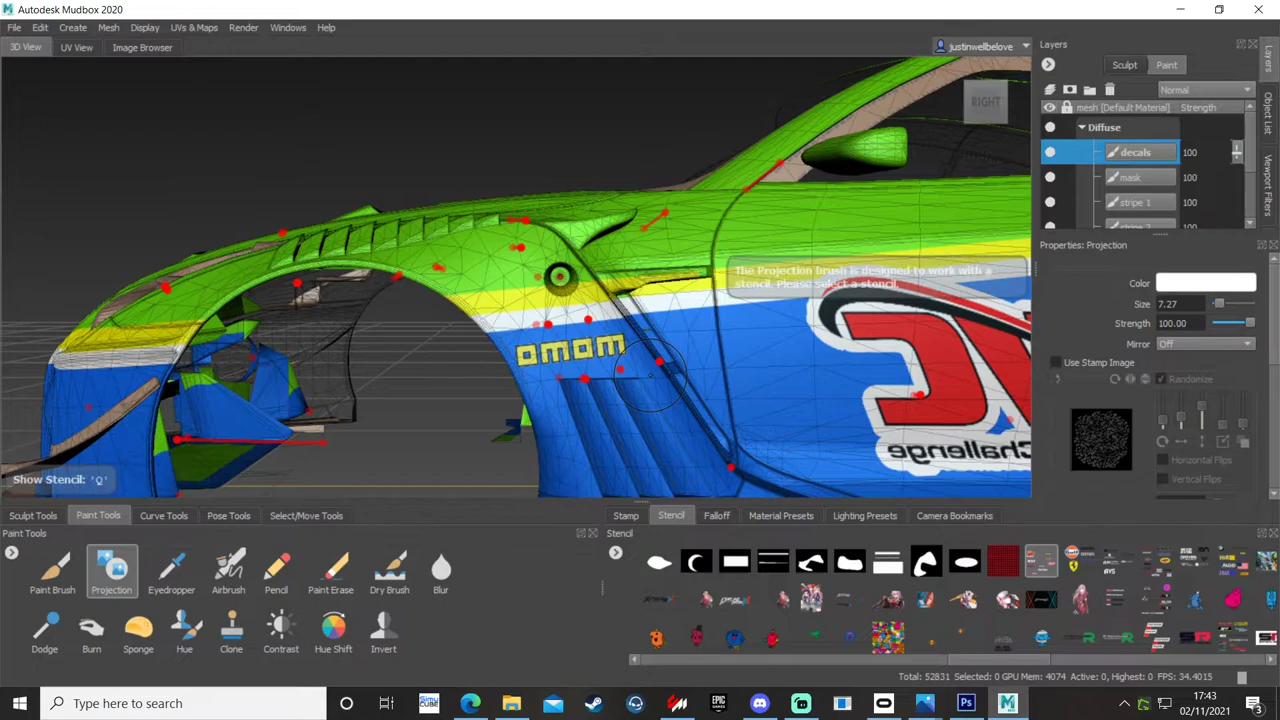 Autodesk Mudbox 2020
File Edit Create Mesh Display UVs & Maps Render Windows Help
3D View UV View Image Browser
justinwellbelove
RIGHT
The Projection brush is designed to work with a
stencil. Please select a stencil.
momo
Challenge
Show Stencil: 'Q'
Layers
Sculpt Paint
Normal
mesh [Default Material] Strength
Diffuse
decals 100
mask 100
stripe 1 100
Properties: Projection
Color
Size 7.27
Strength 100.00
Mirror Off
Use Stamp Image
Randomize
Horizontal Flips
Vertical Flips
Layers
Object List
Viewport Filters
Sculpt Tools Paint Tools Curve Tools Pose Tools Select/Move Tools
Paint Tools
Paint Brush Projection Eyedropper Airbrush Pencil Paint Erase Dry Brush Blur
Dodge Burn Sponge Hue Clone Contrast Hue Shift Invert
Stamp Stencil Falloff Material Presets Lighting Presets Camera Bookmarks
Stencil
Total: 52831 Selected: 0 GPU Mem: 4074 Active: 0, Highest: 0 FPS: 34.4015
Type here to search
17:43
02/11/2021